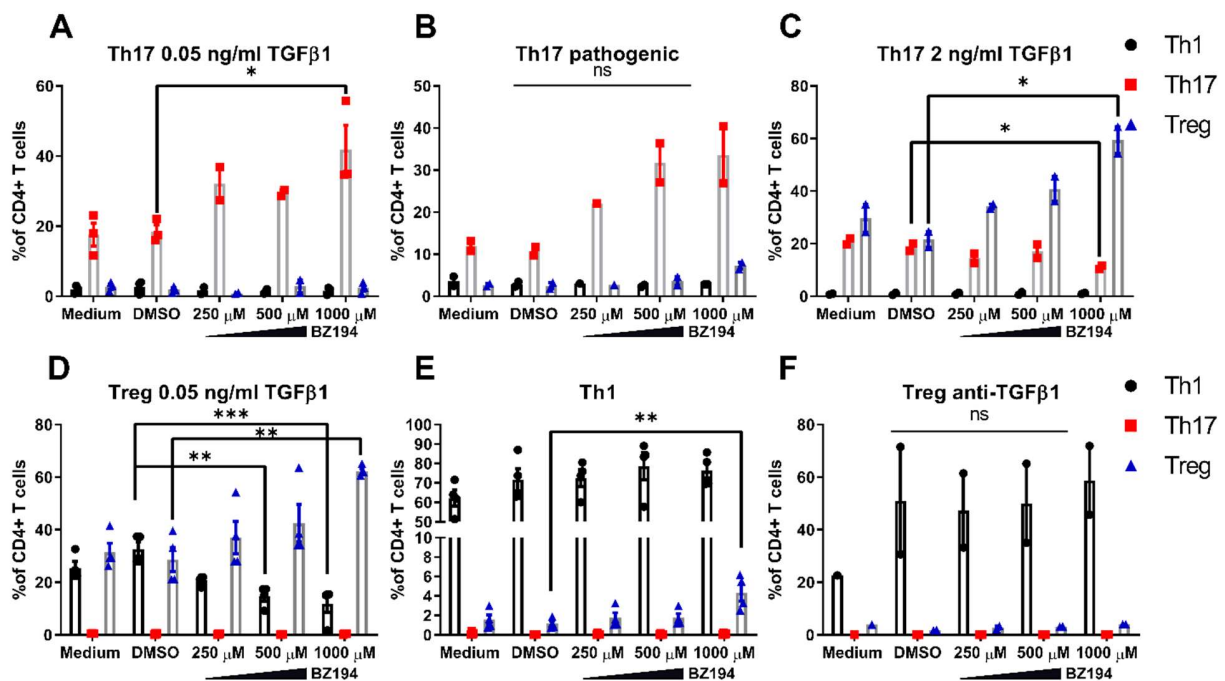 A
Th17 0.05 ng/ml TGFβ1
*
%of CD4+ T cells
60
40
20
0
Medium DMSO 250 μM 500 μM 1000 μM
BZ194
B
Th17 pathogenic
ns
%of CD4+ T cells
50
40
30
20
10
0
Medium DMSO 250 μM 500 μM 1000 μM
BZ194
C
Th17 2 ng/ml TGFβ1
*
*
%of CD4+ T cells
80
60
40
20
0
Medium DMSO 250 μM 500 μM 1000 μM
BZ194
Th1
Th17
Treg
D
Treg 0.05 ng/ml TGFβ1
***
**
**
%of CD4+ T cells
80
60
40
20
0
Medium DMSO 250 μM 500 μM 1000 μM
BZ194
E
Th1
**
%of CD4+ T cells
100
90
80
70
60
50
8
6
4
2
0
Medium DMSO 250 μM 500 μM 1000 μM
BZ194
F
Treg anti-TGFβ1
ns
%of CD4+ T cells
80
60
40
20
0
Medium DMSO 250 μM 500 μM 1000 μM
BZ194
Th1
Th17
Treg